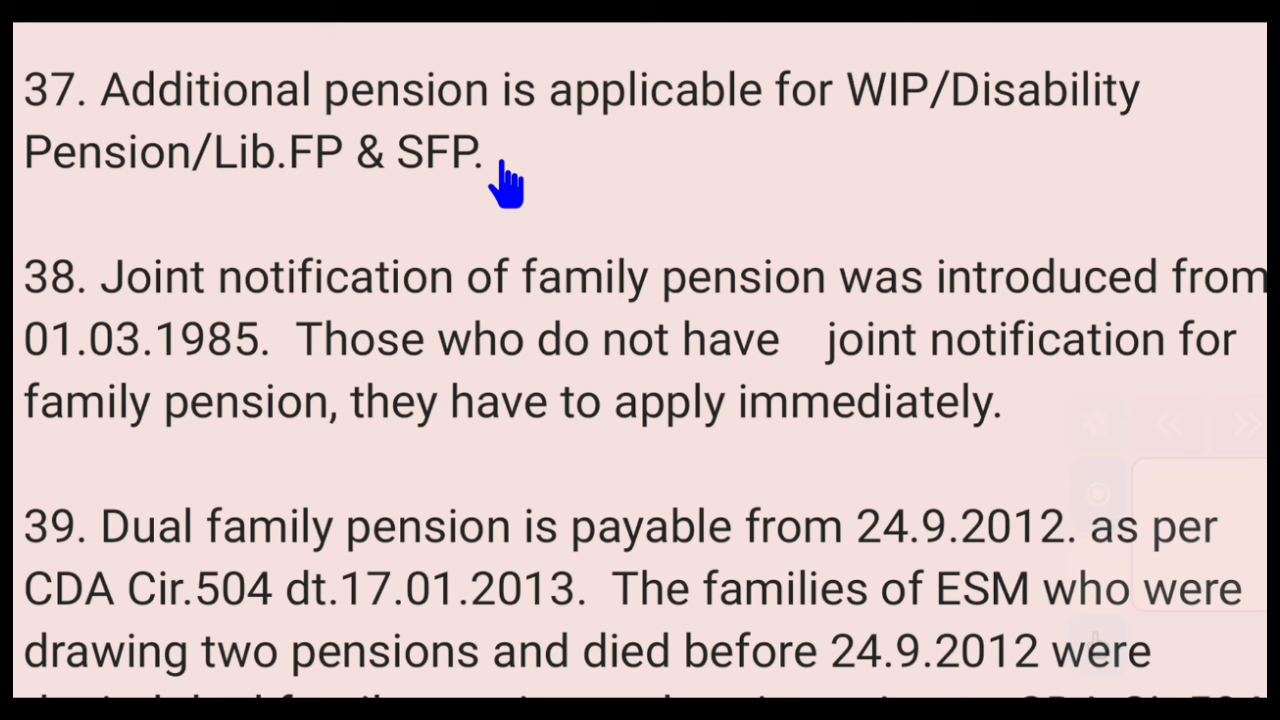 37. Additional pension is applicable for WIP/Disability
Pension/Lib.FP & SFP.
38. Joint notification of family pension was introduced from
01.03.1985. Those who do not have joint notification for
family pension, they have to apply immediately.
39. Dual family pension is payable from 24.9.2012. as per
CDA Cir.504 dt.17.01.2013. The families of ESM who were
drawing two pensions and died before 24.9.2012 were